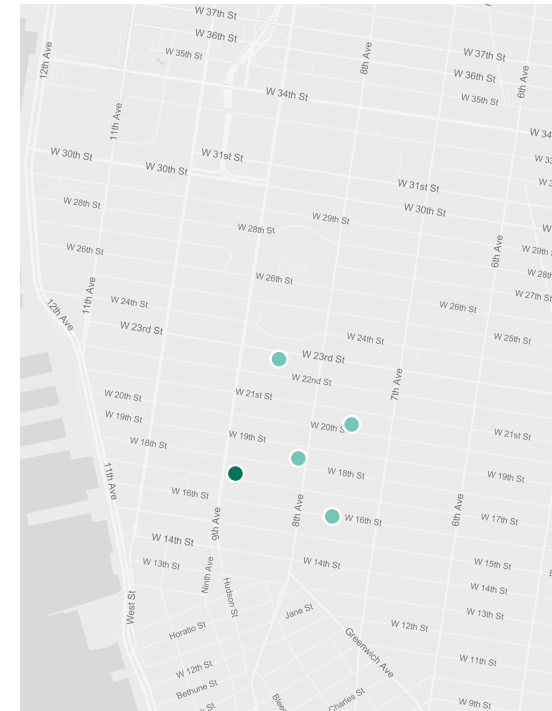 W 37th St
W 36th St
W 35th St
12th Ave
8th Ave
W 37th St
W 36th St
6th Ave
W 35th St
W 34th St
11th Ave
W 34
W 30th St
W 30th St
W 31st St
W 33
W 3
W 31st St
W 30th St
W 28th St
W 28th St
W 29th St
W
6th Ave
W 29th
W 28th
W 26th St
W 26th St
W 27th St
11th Ave
W 24th St
12th Ave
W 23rd St
W 26th St
W 24th St
W 25th St
W 23rd St
W 22nd St
7th Ave
W 20th St
W 21st St
W 19th St
W 20th S
W 18th St
W 19th St
W 21st St
11th Ave
W 18th St
W 19th St
W 16th St
8th Ave
9th Ave
W 16th St
6th Ave
W 17th St
W 14th St
W 13th St
W 14th St
W 15th St
Ninth Ave
Hudson St
W 14th St
West St
Jane St
W 13th St
Horatio St
W 12th St
Greenwich Ave
W 12th St
W 11th St
Bethune St
Charles St
W 9th St